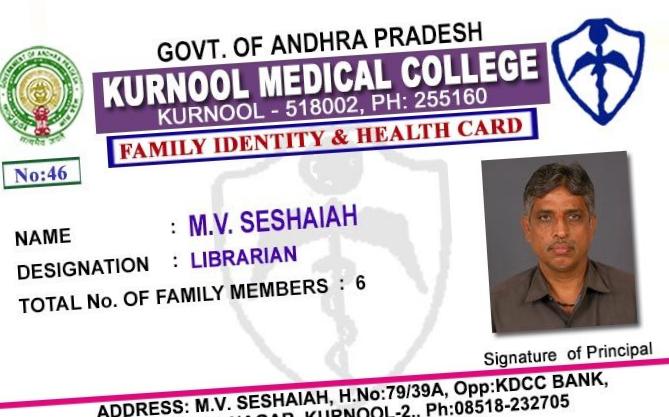 GOVT. OF ANDHRA PRADESH
KURNOOL MEDICAL COLLEGE
KURNOOL - 518002, PH: 255160
FAMILY IDENTITY & HEALTH CARD
No:46
NAME : M.V. SESHAIAH
DESIGNATION : LIBRARIAN
TOTAL No. OF FAMILY MEMBERS : 6
Signature of Principal
ADDRESS: M.V. SESHAIAH, H.No:79/39A, Opp:KDCC BANK,
NAGAR, KURNOOL-2., Ph:08518-232705